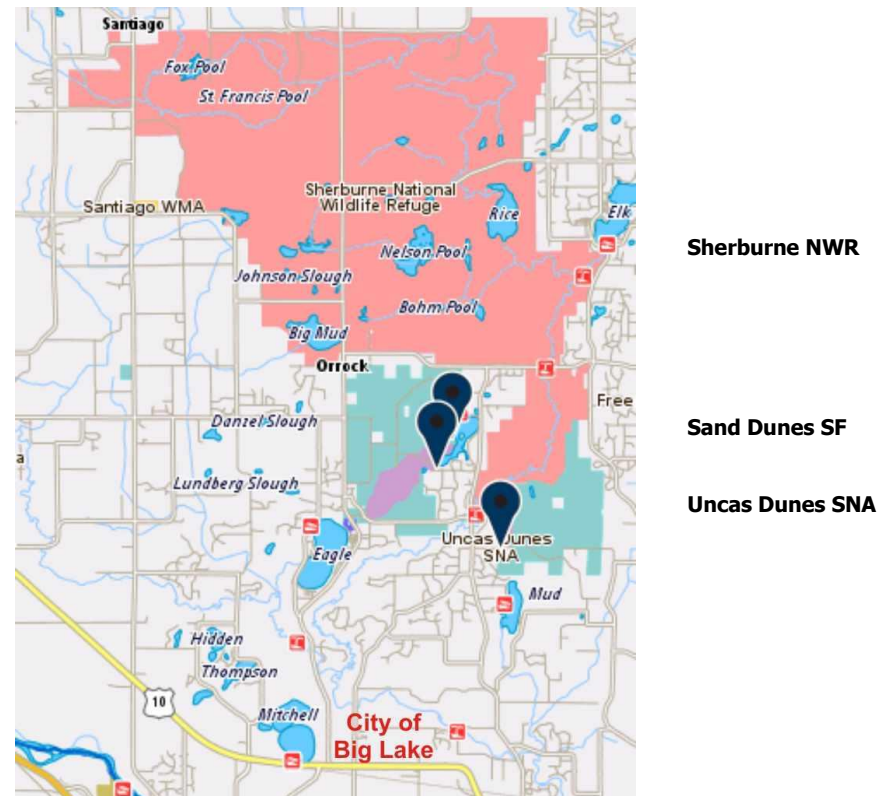 Santiago
Fox Pool
St. Francis Pool
Sherburne National
Wildlife Refuge
Santiago WMA
Rice
Elk
Nelson Pool
Sherburne NWR
Johnson Slough
Bohm Pool
Big Mud
Orrock
Free
Danzel Slough
Sand Dunes SF
a
Lundberg Slough
Uncas Dunes SNA
Uncas Dunes
SNA
Eagle
Mud
Hidden
Thompson
10
Mitchell
City of
Big Lake